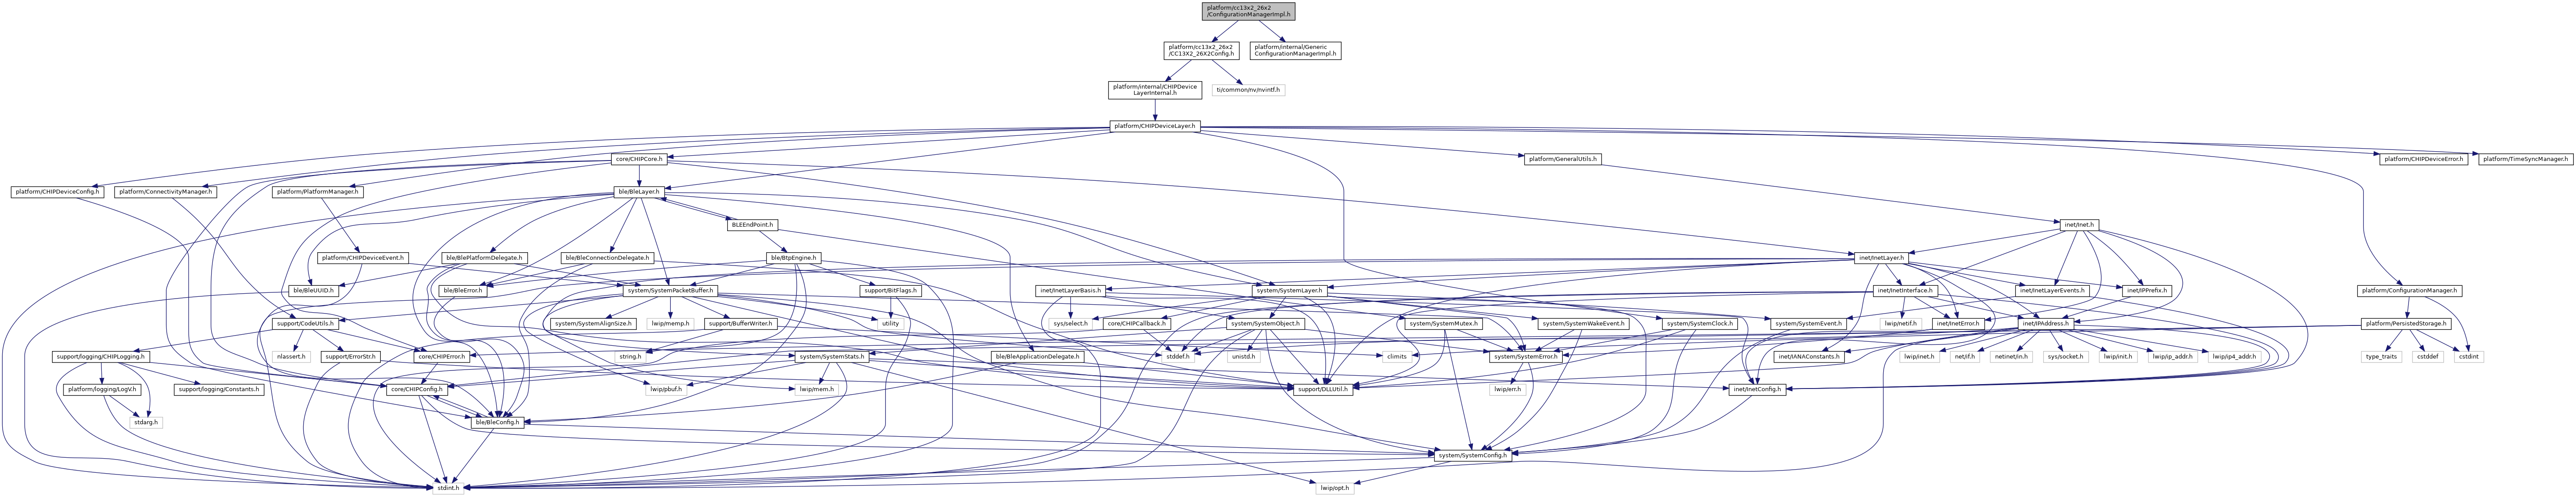 platform/cc13x2_26x2
/ConfigurationManagerImpl.h
platform/cc13x2_26x2
/CC13X2_26X2Config.h
platform/internal/Generic
ConfigurationManagerImpl.h
platform/internal/CHIPDevice
LayerInternal.h
ti/common/nv/nvintf.h
platform/CHIPDeviceLayer.h
core/CHIPCore.h
platform/GeneralUtils.h
platform/CHIPDeviceError.h
platform/TimeSyncManager.h
platform/CHIPDeviceConfig.h
platform/ConnectivityManager.h
platform/PlatformManager.h
ble/BleLayer.h
BLEEndPoint.h
inet/Inet.h
platform/CHIPDeviceEvent.h
ble/BlePlatformDelegate.h
ble/BleConnectionDelegate.h
ble/BtpEngine.h
inet/InetLayer.h
ble/BleUUID.h
ble/BleError.h
system/SystemPacketBuffer.h
support/BitFlags.h
inet/InetLayerBasis.h
system/SystemLayer.h
inet/InetInterface.h
inet/InetLayerEvents.h
inet/IPPrefix.h
platform/ConfigurationManager.h
support/CodeUtils.h
system/SystemAlignSize.h
lwip/memp.h
support/BufferWriter.h
utility
sys/select.h
core/CHIPCallback.h
system/SystemObject.h
system/SystemMutex.h
system/SystemWakeEvent.h
system/SystemClock.h
system/SystemEvent.h
lwip/netif.h
inet/InetError.h
inet/IPAddress.h
platform/PersistedStorage.h
support/logging/CHIPLogging.h
nlassert.h
support/ErrorStr.h
core/CHIPError.h
string.h
system/SystemStats.h
ble/BleApplicationDelegate.h
stddef.h
unistd.h
climits
system/SystemError.h
inet/IANAConstants.h
lwip/inet.h
net/if.h
netinet/in.h
sys/socket.h
lwip/init.h
lwip/ip_addr.h
lwip/ip4_addr.h
type_traits
cstddef
cstdint
platform/logging/LogV.h
support/logging/Constants.h
core/CHIPConfig.h
lwip/pbuf.h
lwip/mem.h
support/DLLUtil.h
lwip/err.h
inet/InetConfig.h
stdarg.h
ble/BleConfig.h
system/SystemConfig.h
stdint.h
lwip/opt.h